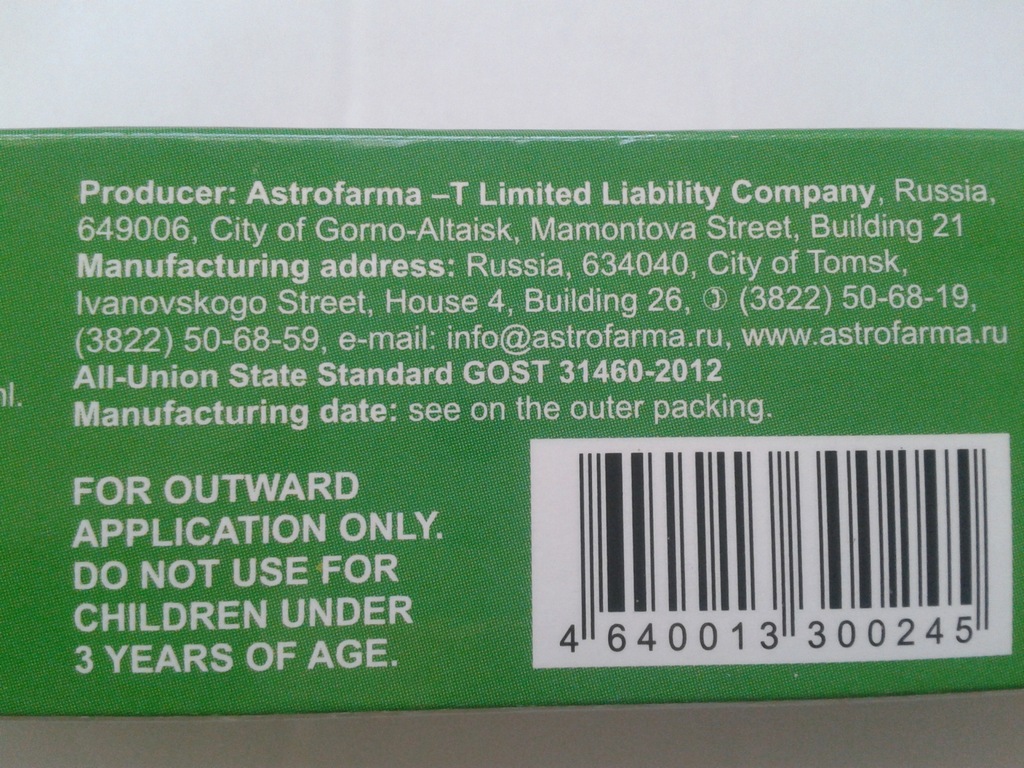 Producer: Astrofarma –T Limited Liability Company, Russia,
649006, City of Gorno-Altaisk, Mamontova Street, Building 21
Manufacturing address: Russia, 634040, City of Tomsk,
Ivanovskogo Street, House 4, Building 26, ✆ (3822) 50-68-19,
(3822) 50-68-59, e-mail: info@astrofarma.ru, www.astrofarma.ru
All-Union State Standard GOST 31460-2012
ml.
Manufacturing date: see on the outer packing.
FOR OUTWARD
APPLICATION ONLY.
DO NOT USE FOR
CHILDREN UNDER
3 YEARS OF AGE.
4 640013 300245